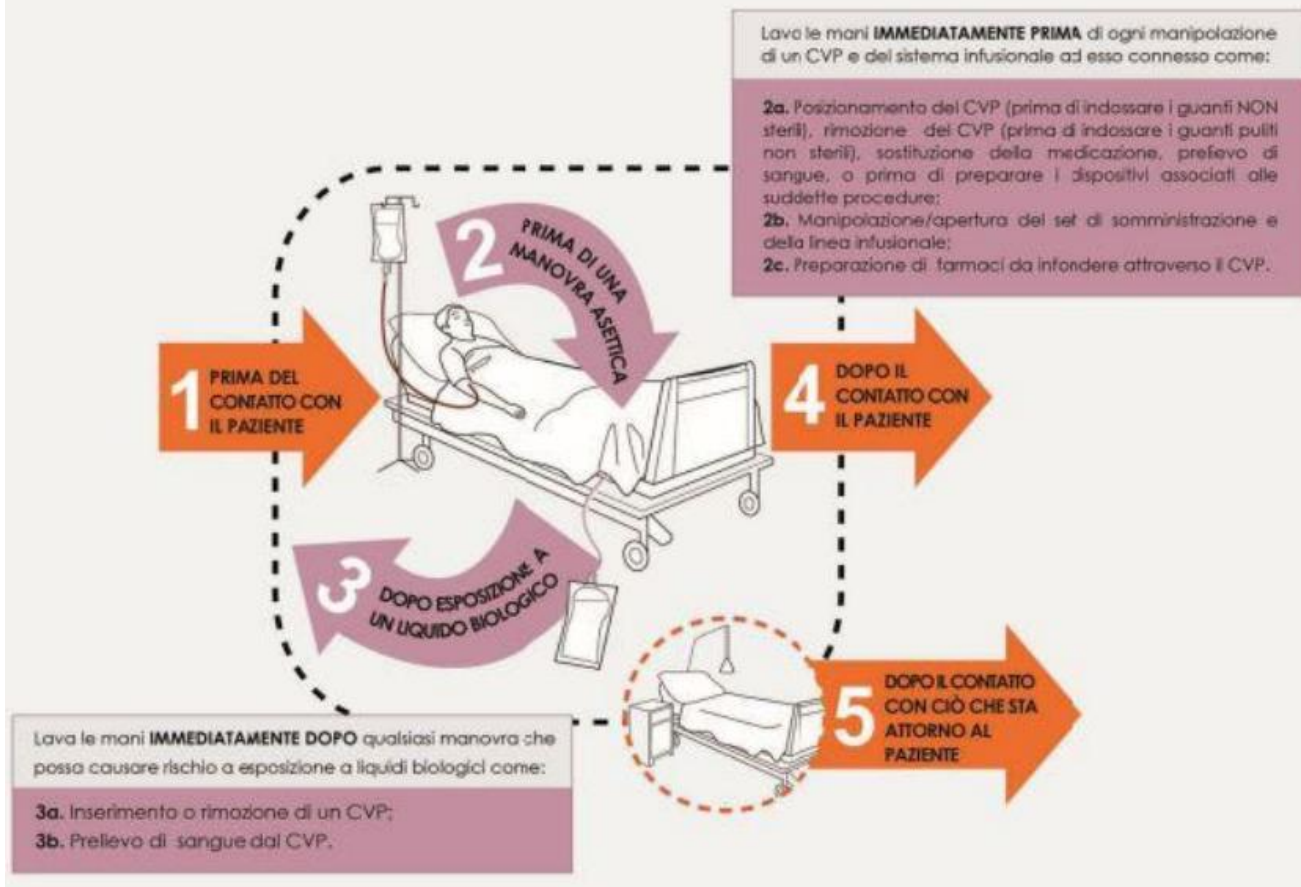 Lava le mani IMMEDIATAMENTE PRIMA di ogni manipolazione
di un CVP e del sistema infusionale ad esso connesso come:
2a. Posizionamento del CVP (prima di indossare i guanti NON
sterili), rimozione del CVP (prima di indossare i guanti puliti
non sterili), sostituzione della medicazione, prelievo di
sangue, o prima di preparare i dispositivi associati alle
suddette procedure;
2b. Manipolazione/apertura del set di somministrazione e
della linea infusionale;
2c. Preparazione di farmaci da infondere attraverso il CVP.
1
PRIMA DEL
CONTATTO CON
IL PAZIENTE
2
PRIMA DI UNA
MANOVRA ASETTICA
3
DOPO ESPOSIZIONE A
UN LIQUIDO BIOLOGICO
4
DOPO IL
CONTATTO CON
IL PAZIENTE
5
DOPO IL CONTATTO
CON CIÒ CHE STA
ATTORNO AL
PAZIENTE
Lava le mani IMMEDIATAMENTE DOPO qualsiasi manovra che
possa causare rischio a esposizione a liquidi biologici come:
3a. Inserimento o rimozione di un CVP;
3b. Prelievo di sangue dal CVP.